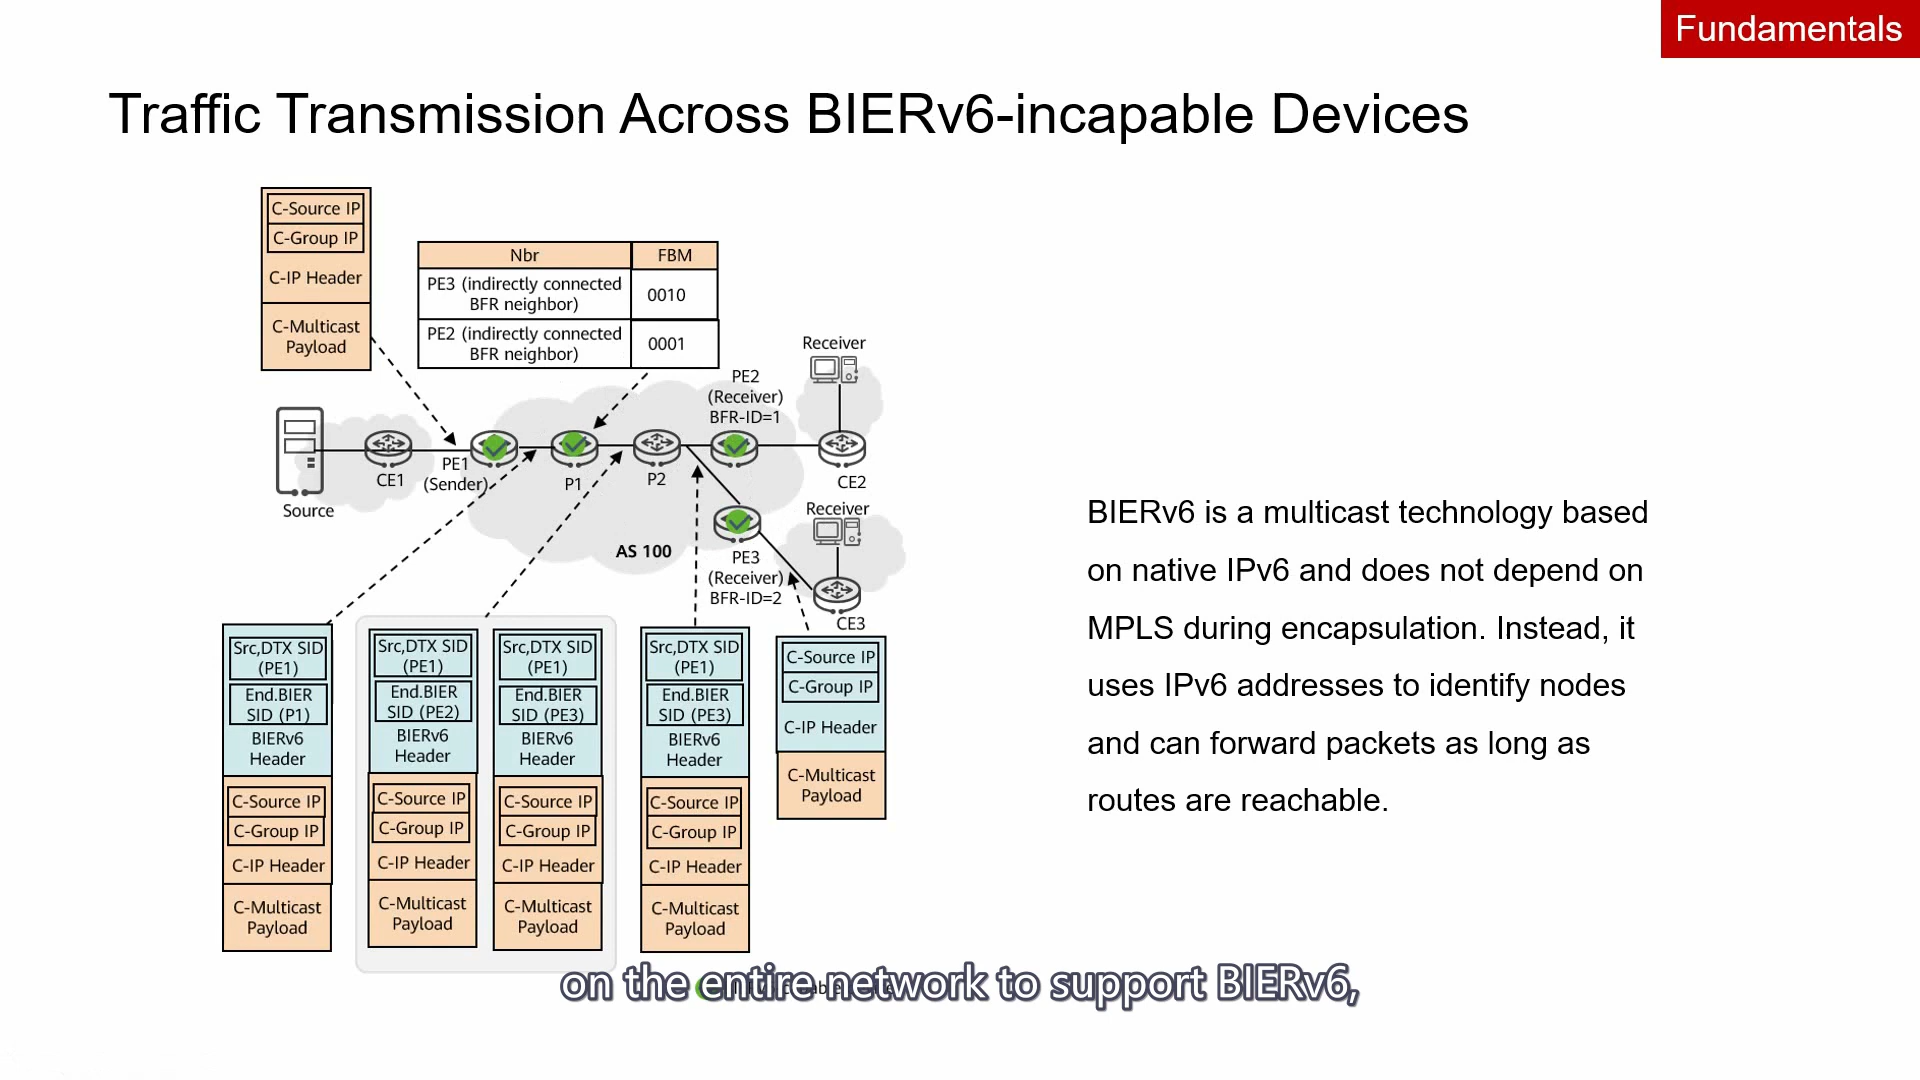 Fundamentals
Traffic Transmission Across BIERv6-incapable Devices
C-Source IP
C-Group IP
C-IP Header
C-Multicast
Payload
Nbr
FBM
PE3 (indirectly connected
BFR neighbor)
0010
PE2 (indirectly connected
BFR neighbor)
0001
Receiver
PE2
(Receiver)
BFR-ID=1
Source
CE1
PE1
(Sender)
P1
P2
CE2
Receiver
AS 100
PE3
(Receiver)
BFR-ID=2
CE3
Src,DTX SID
(PE1)
End.BIER
SID (P1)
BIERv6
Header
C-Source IP
C-Group IP
C-IP Header
C-Multicast
Payload
Src,DTX SID
(PE1)
End.BIER
SID (PE2)
BIERv6
Header
C-Source IP
C-Group IP
C-IP Header
C-Multicast
Payload
Src,DTX SID
(PE1)
End.BIER
SID (PE3)
BIERv6
Header
C-Source IP
C-Group IP
C-IP Header
C-Multicast
Payload
Src,DTX SID
(PE1)
End.BIER
SID (PE3)
BIERv6
Header
C-Source IP
C-Group IP
C-IP Header
C-Multicast
Payload
C-Source IP
C-Group IP
C-IP Header
C-Multicast
Payload
BIERv6 is a multicast technology based
on native IPv6 and does not depend on
MPLS during encapsulation. Instead, it
uses IPv6 addresses to identify nodes
and can forward packets as long as
routes are reachable.
on the entire network to support BIERv6,